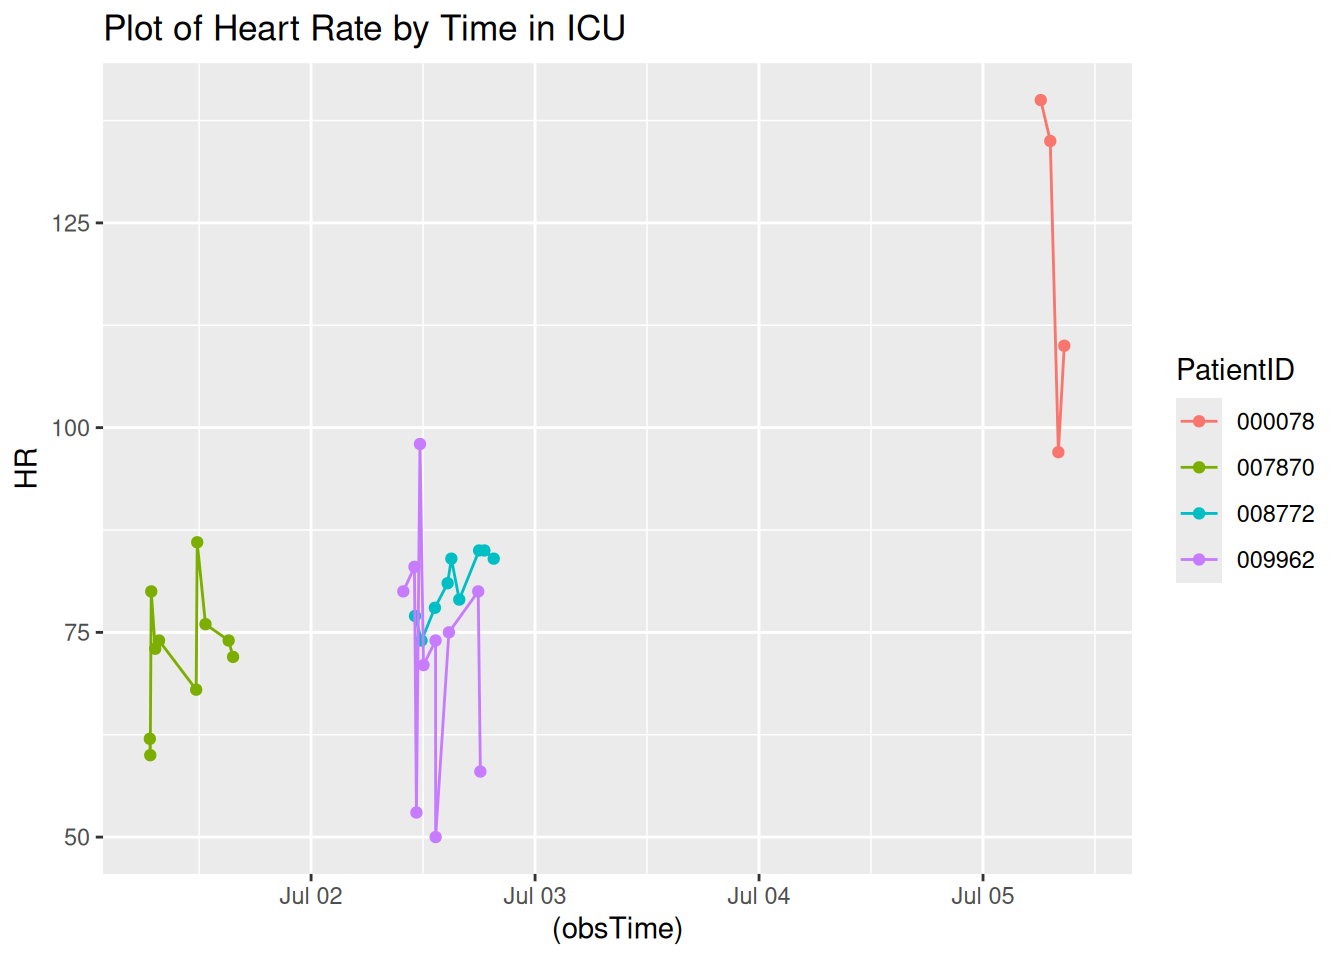 Plot of Heart Rate by Time in ICU
125
100
75
50
HR
Jul 02
Jul 03
Jul 04
Jul 05
(obsTime)
PatientID
000078
007870
008772
009962